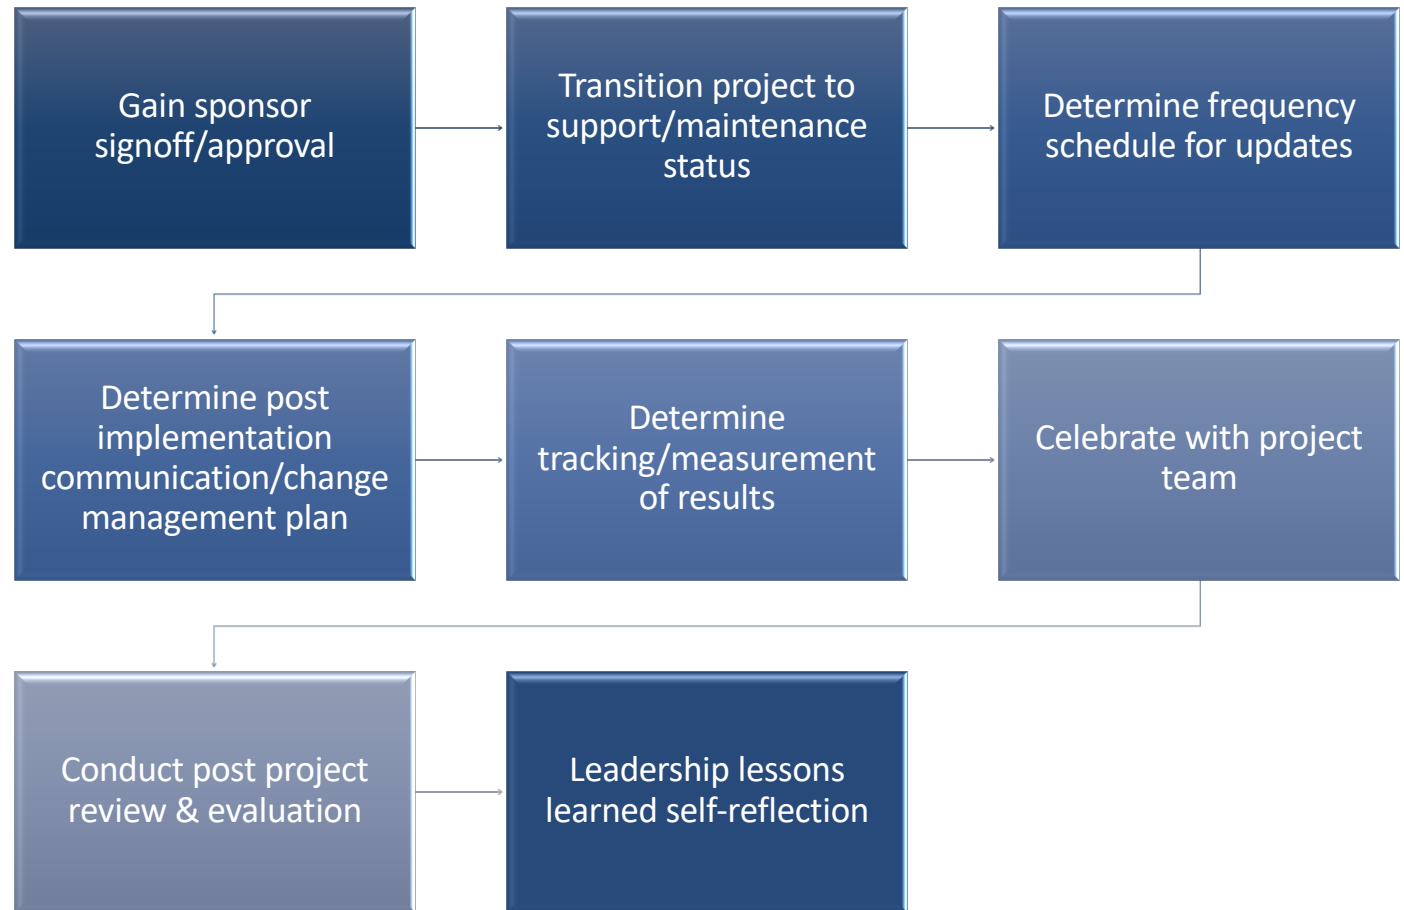 Gain sponsor
signoff/approval
Transition project to
support/maintenance
status
Determine frequency
schedule for updates
Determine post
implementation
communication/change
management plan
Determine
tracking/measurement
of results
Celebrate with project
team
Conduct post project
review & evaluation
Leadership lessons
learned self-reflection